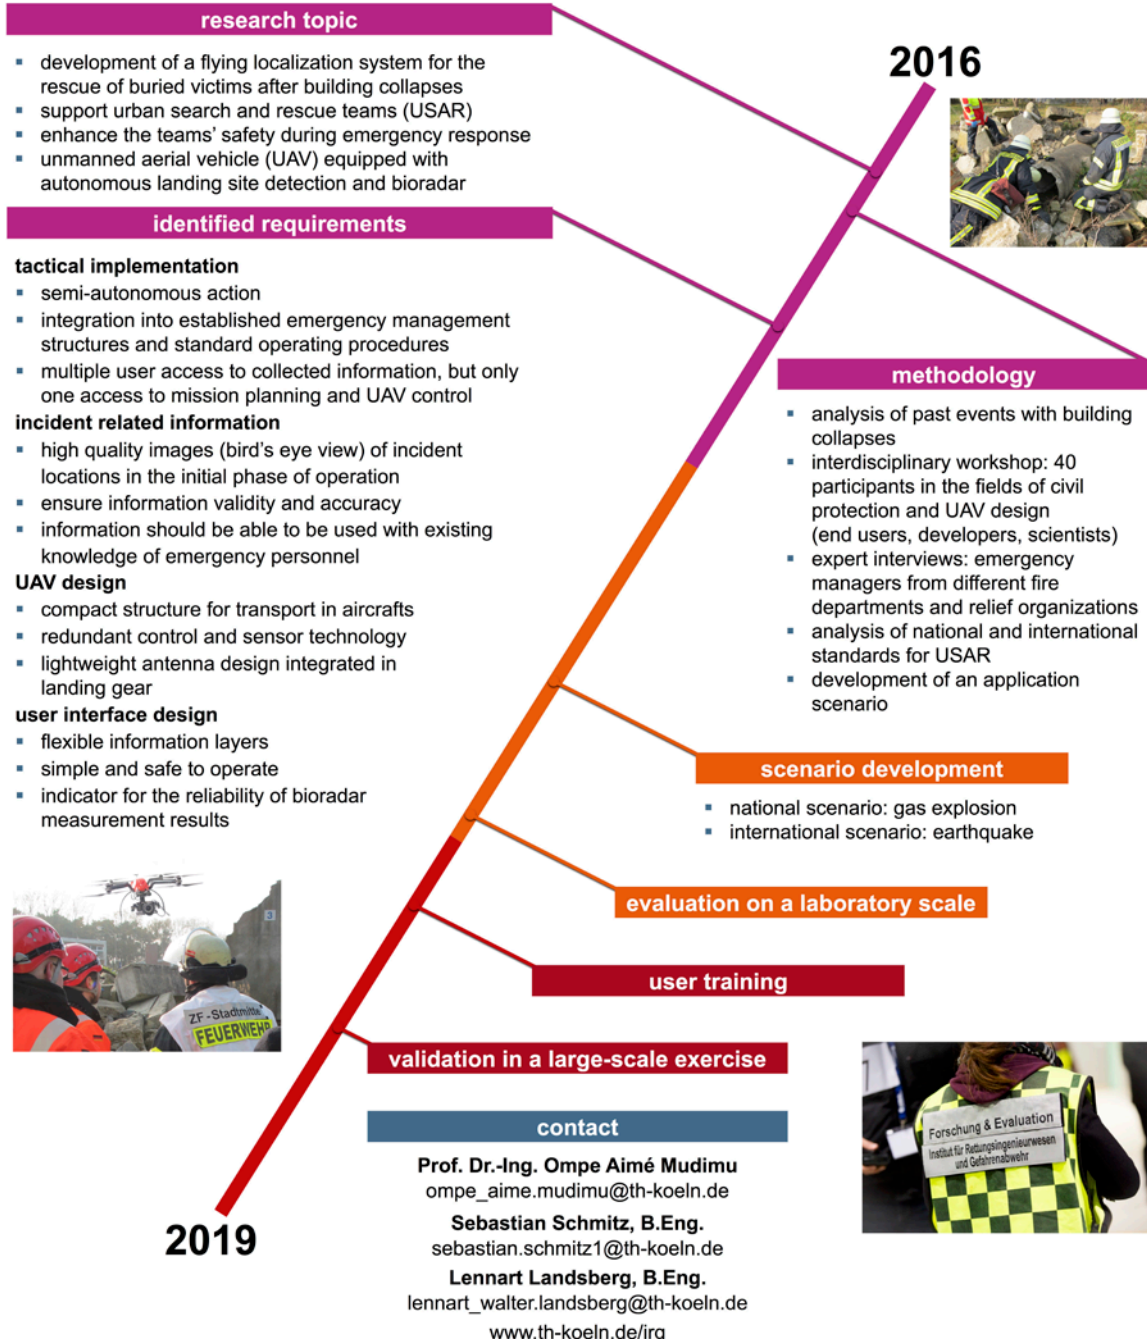 research topic
development of a flying localization system for the
rescue of buried victims after building collapses
support urban search and rescue teams (USAR)
enhance the teams' safety during emergency response
unmanned aerial vehicle (UAV) equipped with
autonomous landing site detection and bioradar
2016
identified requirements
tactical implementation
semi-autonomous action
integration into established emergency management
structures and standard operating procedures
multiple user access to collected information, but only
one access to mission planning and UAV control
incident related information
high quality images (bird's eye view) of incident
locations in the initial phase of operation
ensure information validity and accuracy
information should be able to be used with existing
knowledge of emergency personnel
UAV design
compact structure for transport in aircrafts
redundant control and sensor technology
lightweight antenna design integrated in
landing gear
user interface design
flexible information layers
simple and safe to operate
indicator for the reliability of bioradar
measurement results
methodology
analysis of past events with building
collapses
interdisciplinary workshop: 40
participants in the fields of civil
protection and UAV design
(end users, developers, scientists)
expert interviews: emergency
managers from different fire
departments and relief organizations
analysis of national and international
standards for USAR
development of an application
scenario
scenario development
national scenario: gas explosion
international scenario: earthquake
evaluation on a laboratory scale
user training
validation in a large-scale exercise
3
ZF-Stadtmitte
FEUERWEHR
Forschung & Evaluation
Institut für Rettungsingenieurwesen
und Gefahrenabwehr
2019
contact
Prof. Dr.-Ing. Ompe Aimé Mudimu
ompe_aime.mudimu@th-koeln.de
Sebastian Schmitz, B.Eng.
sebastian.schmitz1@th-koeln.de
Lennart Landsberg, B.Eng.
lennart_walter.landsberg@th-koeln.de
www.th-koeln.de/irg